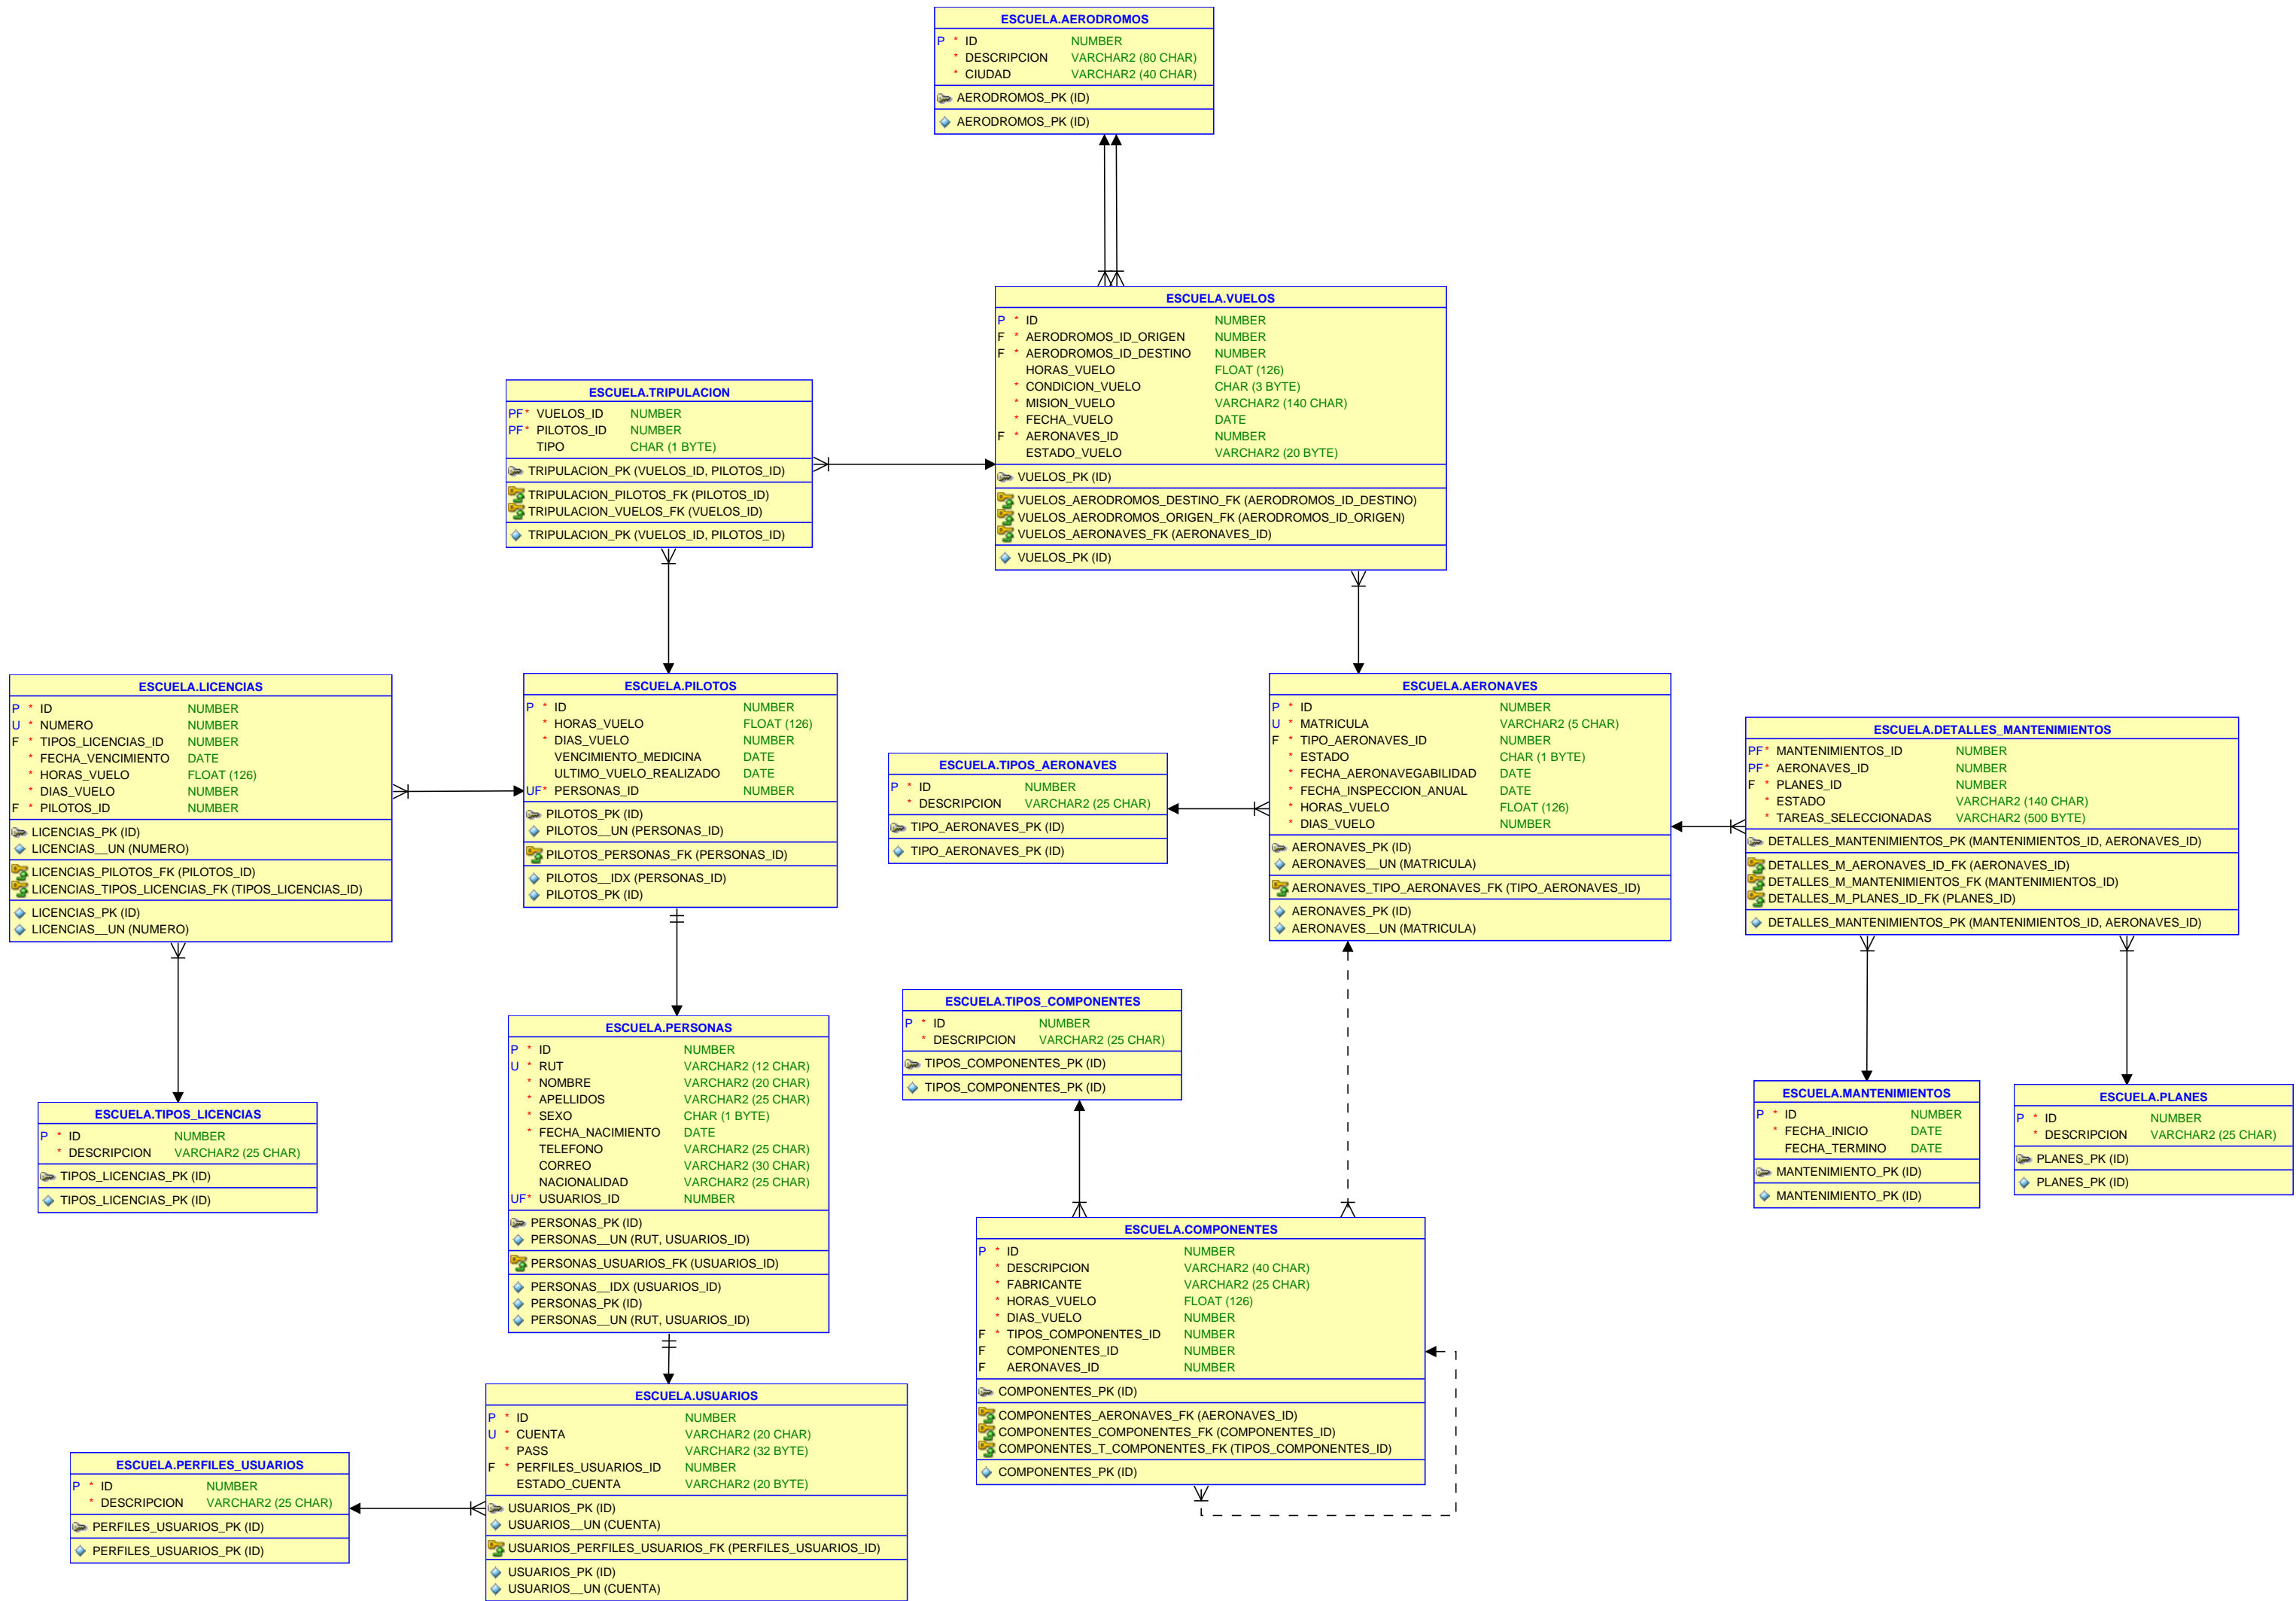 ESCUELA.AERODROMOS
P * ID NUMBER
* DESCRIPCION VARCHAR2 (80 CHAR)
* CIUDAD VARCHAR2 (40 CHAR)
AERODROMOS_PK (ID)
AERODROMOS_PK (ID)
ESCUELA.VUELOS
P * ID NUMBER
F * AERODROMOS_ID_ORIGEN NUMBER
F * AERODROMOS_ID_DESTINO NUMBER
HORAS_VUELO FLOAT (126)
* CONDICION_VUELO CHAR (3 BYTE)
* MISION_VUELO VARCHAR2 (140 CHAR)
* FECHA_VUELO DATE
F * AERONAVES_ID NUMBER
ESTADO_VUELO VARCHAR2 (20 BYTE)
VUELOS_PK (ID)
VUELOS_AERODROMOS_DESTINO_FK (AERODROMOS_ID_DESTINO)
VUELOS_AERODROMOS_ORIGEN_FK (AERODROMOS_ID_ORIGEN)
VUELOS_AERONAVES_FK (AERONAVES_ID)
VUELOS_PK (ID)
ESCUELA.TRIPULACION
PF * VUELOS_ID NUMBER
PF * PILOTOS_ID NUMBER
TIPO CHAR (1 BYTE)
TRIPULACION_PK (VUELOS_ID, PILOTOS_ID)
TRIPULACION_PILOTOS_FK (PILOTOS_ID)
TRIPULACION_VUELOS_FK (VUELOS_ID)
TRIPULACION_PK (VUELOS_ID, PILOTOS_ID)
ESCUELA.LICENCIAS
P * ID NUMBER
U * NUMERO NUMBER
F * TIPOS_LICENCIAS_ID NUMBER
* FECHA_VENCIMIENTO DATE
* HORAS_VUELO FLOAT (126)
* DIAS_VUELO NUMBER
F * PILOTOS_ID NUMBER
LICENCIAS_PK (ID)
LICENCIAS__UN (NUMERO)
LICENCIAS_PILOTOS_FK (PILOTOS_ID)
LICENCIAS_TIPOS_LICENCIAS_FK (TIPOS_LICENCIAS_ID)
LICENCIAS_PK (ID)
LICENCIAS__UN (NUMERO)
ESCUELA.PILOTOS
P * ID NUMBER
* HORAS_VUELO FLOAT (126)
* DIAS_VUELO NUMBER
VENCIMIENTO_MEDICINA DATE
ULTIMO_VUELO_REALIZADO DATE
UF * PERSONAS_ID NUMBER
PILOTOS_PK (ID)
PILOTOS__UN (PERSONAS_ID)
PILOTOS_PERSONAS_FK (PERSONAS_ID)
PILOTOS__IDX (PERSONAS_ID)
PILOTOS_PK (ID)
ESCUELA.TIPOS_AERONAVES
P * ID NUMBER
* DESCRIPCION VARCHAR2 (25 CHAR)
TIPO_AERONAVES_PK (ID)
TIPO_AERONAVES_PK (ID)
ESCUELA.AERONAVES
P * ID NUMBER
U * MATRICULA VARCHAR2 (5 CHAR)
F * TIPO_AERONAVES_ID NUMBER
* ESTADO CHAR (1 BYTE)
* FECHA_AERONAVEGABILIDAD DATE
* FECHA_INSPECCION_ANUAL DATE
* HORAS_VUELO FLOAT (126)
* DIAS_VUELO NUMBER
AERONAVES_PK (ID)
AERONAVES__UN (MATRICULA)
AERONAVES_TIPO_AERONAVES_FK (TIPO_AERONAVES_ID)
AERONAVES_PK (ID)
AERONAVES__UN (MATRICULA)
ESCUELA.DETALLES_MANTENIMIENTOS
PF * MANTENIMIENTOS_ID NUMBER
PF * AERONAVES_ID NUMBER
F * PLANES_ID NUMBER
* ESTADO VARCHAR2 (140 CHAR)
* TAREAS_SELECCIONADAS VARCHAR2 (500 BYTE)
DETALLES_MANTENIMIENTOS_PK (MANTENIMIENTOS_ID, AERONAVES_ID)
DETALLES_M_AERONAVES_ID_FK (AERONAVES_ID)
DETALLES_M_MANTENIMIENTOS_FK (MANTENIMIENTOS_ID)
DETALLES_M_PLANES_ID_FK (PLANES_ID)
DETALLES_MANTENIMIENTOS_PK (MANTENIMIENTOS_ID, AERONAVES_ID)
ESCUELA.TIPOS_COMPONENTES
P * ID NUMBER
* DESCRIPCION VARCHAR2 (25 CHAR)
TIPOS_COMPONENTES_PK (ID)
TIPOS_COMPONENTES_PK (ID)
ESCUELA.PERSONAS
P * ID NUMBER
U * RUT VARCHAR2 (12 CHAR)
* NOMBRE VARCHAR2 (20 CHAR)
* APELLIDOS VARCHAR2 (25 CHAR)
* SEXO CHAR (1 BYTE)
* FECHA_NACIMIENTO DATE
TELEFONO VARCHAR2 (25 CHAR)
CORREO VARCHAR2 (30 CHAR)
NACIONALIDAD VARCHAR2 (25 CHAR)
UF * USUARIOS_ID NUMBER
PERSONAS_PK (ID)
PERSONAS__UN (RUT, USUARIOS_ID)
PERSONAS_USUARIOS_FK (USUARIOS_ID)
PERSONAS__IDX (USUARIOS_ID)
PERSONAS_PK (ID)
PERSONAS__UN (RUT, USUARIOS_ID)
ESCUELA.TIPOS_LICENCIAS
P * ID NUMBER
* DESCRIPCION VARCHAR2 (25 CHAR)
TIPOS_LICENCIAS_PK (ID)
TIPOS_LICENCIAS_PK (ID)
ESCUELA.MANTENIMIENTOS
P * ID NUMBER
* FECHA_INICIO DATE
FECHA_TERMINO DATE
MANTENIMIENTO_PK (ID)
MANTENIMIENTO_PK (ID)
ESCUELA.PLANES
P * ID NUMBER
* DESCRIPCION VARCHAR2 (25 CHAR)
PLANES_PK (ID)
PLANES_PK (ID)
ESCUELA.COMPONENTES
P * ID NUMBER
* DESCRIPCION VARCHAR2 (40 CHAR)
* FABRICANTE VARCHAR2 (25 CHAR)
* HORAS_VUELO FLOAT (126)
* DIAS_VUELO NUMBER
F * TIPOS_COMPONENTES_ID NUMBER
F COMPONENTES_ID NUMBER
F AERONAVES_ID NUMBER
COMPONENTES_PK (ID)
COMPONENTES_AERONAVES_FK (AERONAVES_ID)
COMPONENTES_COMPONENTES_FK (COMPONENTES_ID)
COMPONENTES_T_COMPONENTES_FK (TIPOS_COMPONENTES_ID)
COMPONENTES_PK (ID)
ESCUELA.USUARIOS
P * ID NUMBER
U * CUENTA VARCHAR2 (20 CHAR)
* PASS VARCHAR2 (32 BYTE)
F * PERFILES_USUARIOS_ID NUMBER
ESTADO_CUENTA VARCHAR2 (20 BYTE)
USUARIOS_PK (ID)
USUARIOS__UN (CUENTA)
USUARIOS_PERFILES_USUARIOS_FK (PERFILES_USUARIOS_ID)
USUARIOS_PK (ID)
USUARIOS__UN (CUENTA)
ESCUELA.PERFILES_USUARIOS
P * ID NUMBER
* DESCRIPCION VARCHAR2 (25 CHAR)
PERFILES_USUARIOS_PK (ID)
PERFILES_USUARIOS_PK (ID)